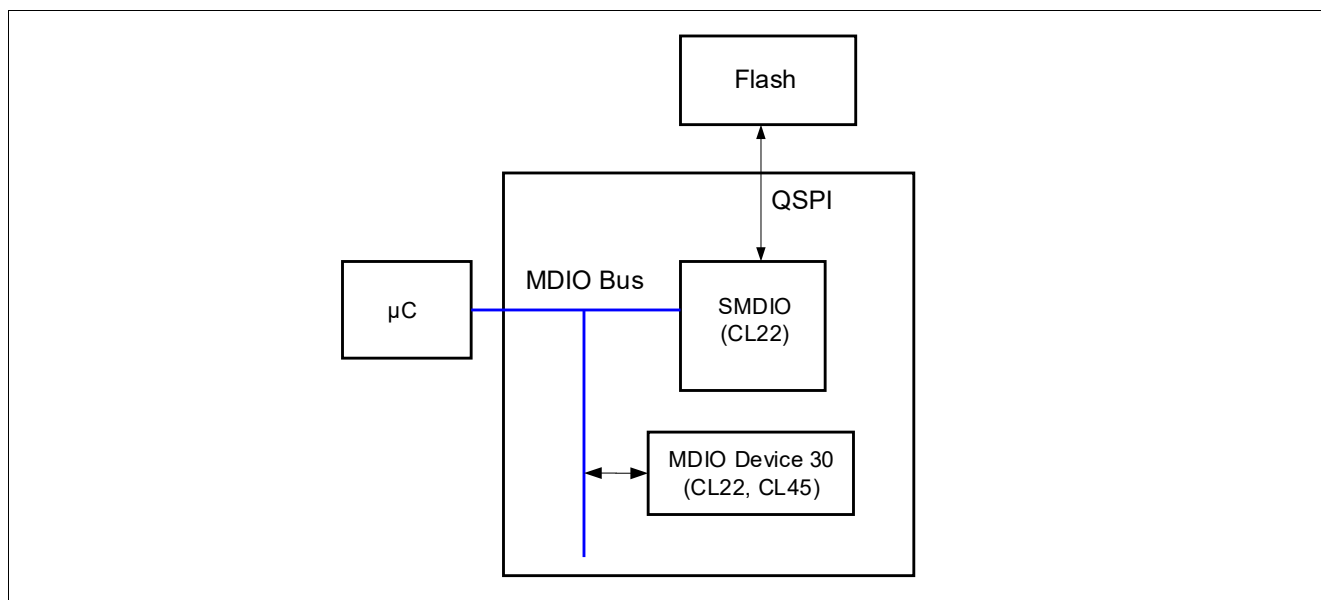 Flash
QSPI
MDIO Bus
µC
SMDIO
(CL22)
MDIO Device 30
(CL22, CL45)